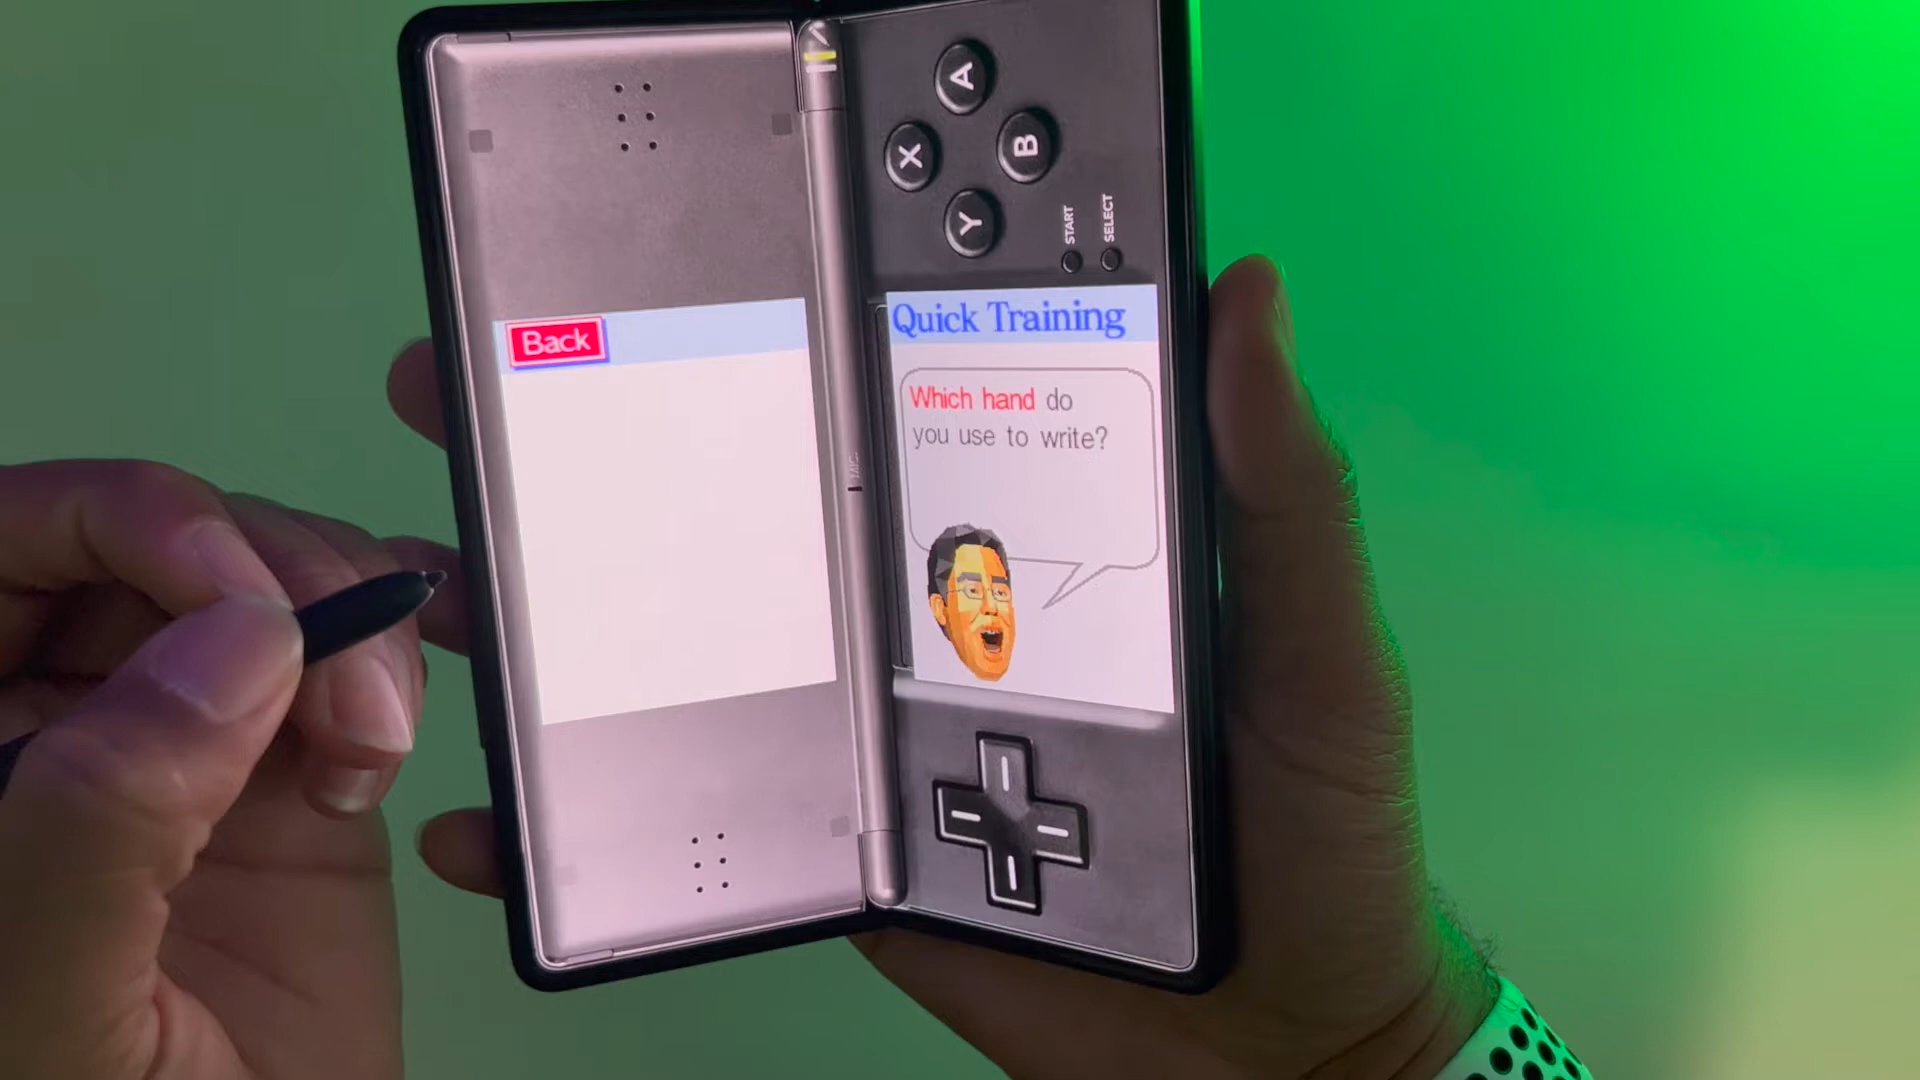 Back
Quick Training
Which hand do
you use to write?
A
B
X
Y
START
SELECT